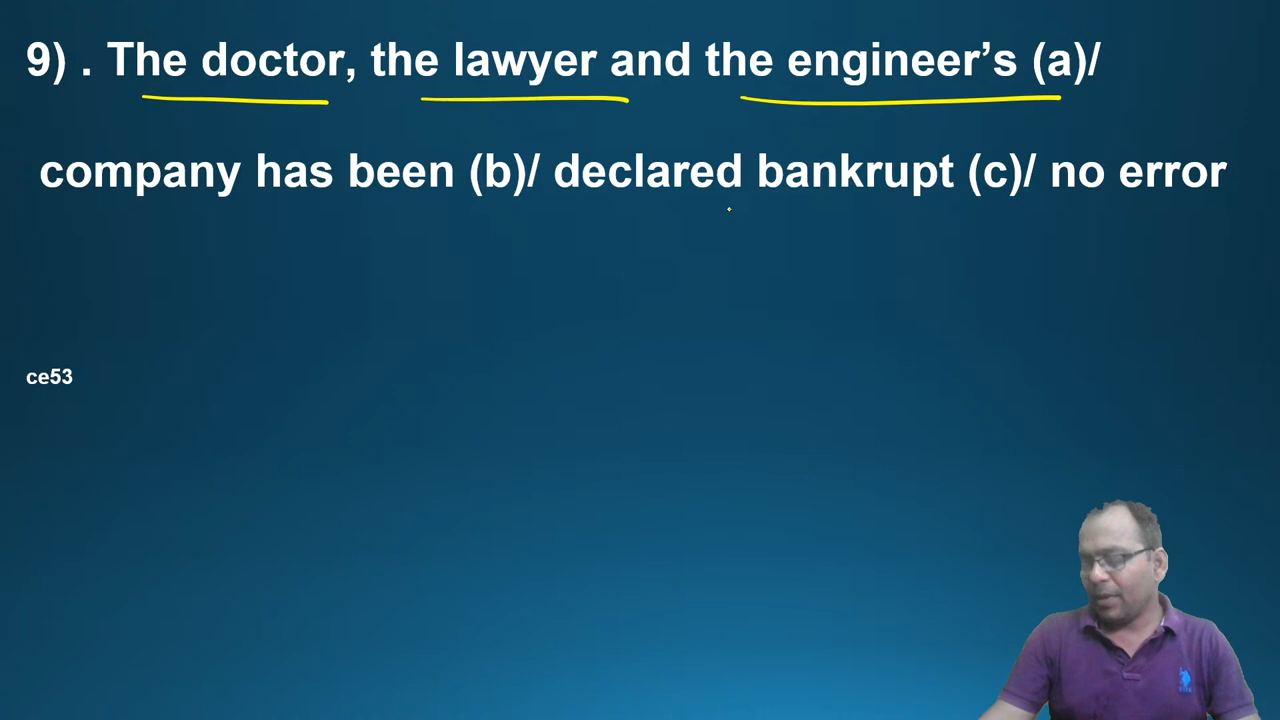 9) . The doctor, the lawyer and the engineer’s (a)/
company has been (b)/ declared bankrupt (c)/ no error
ce53